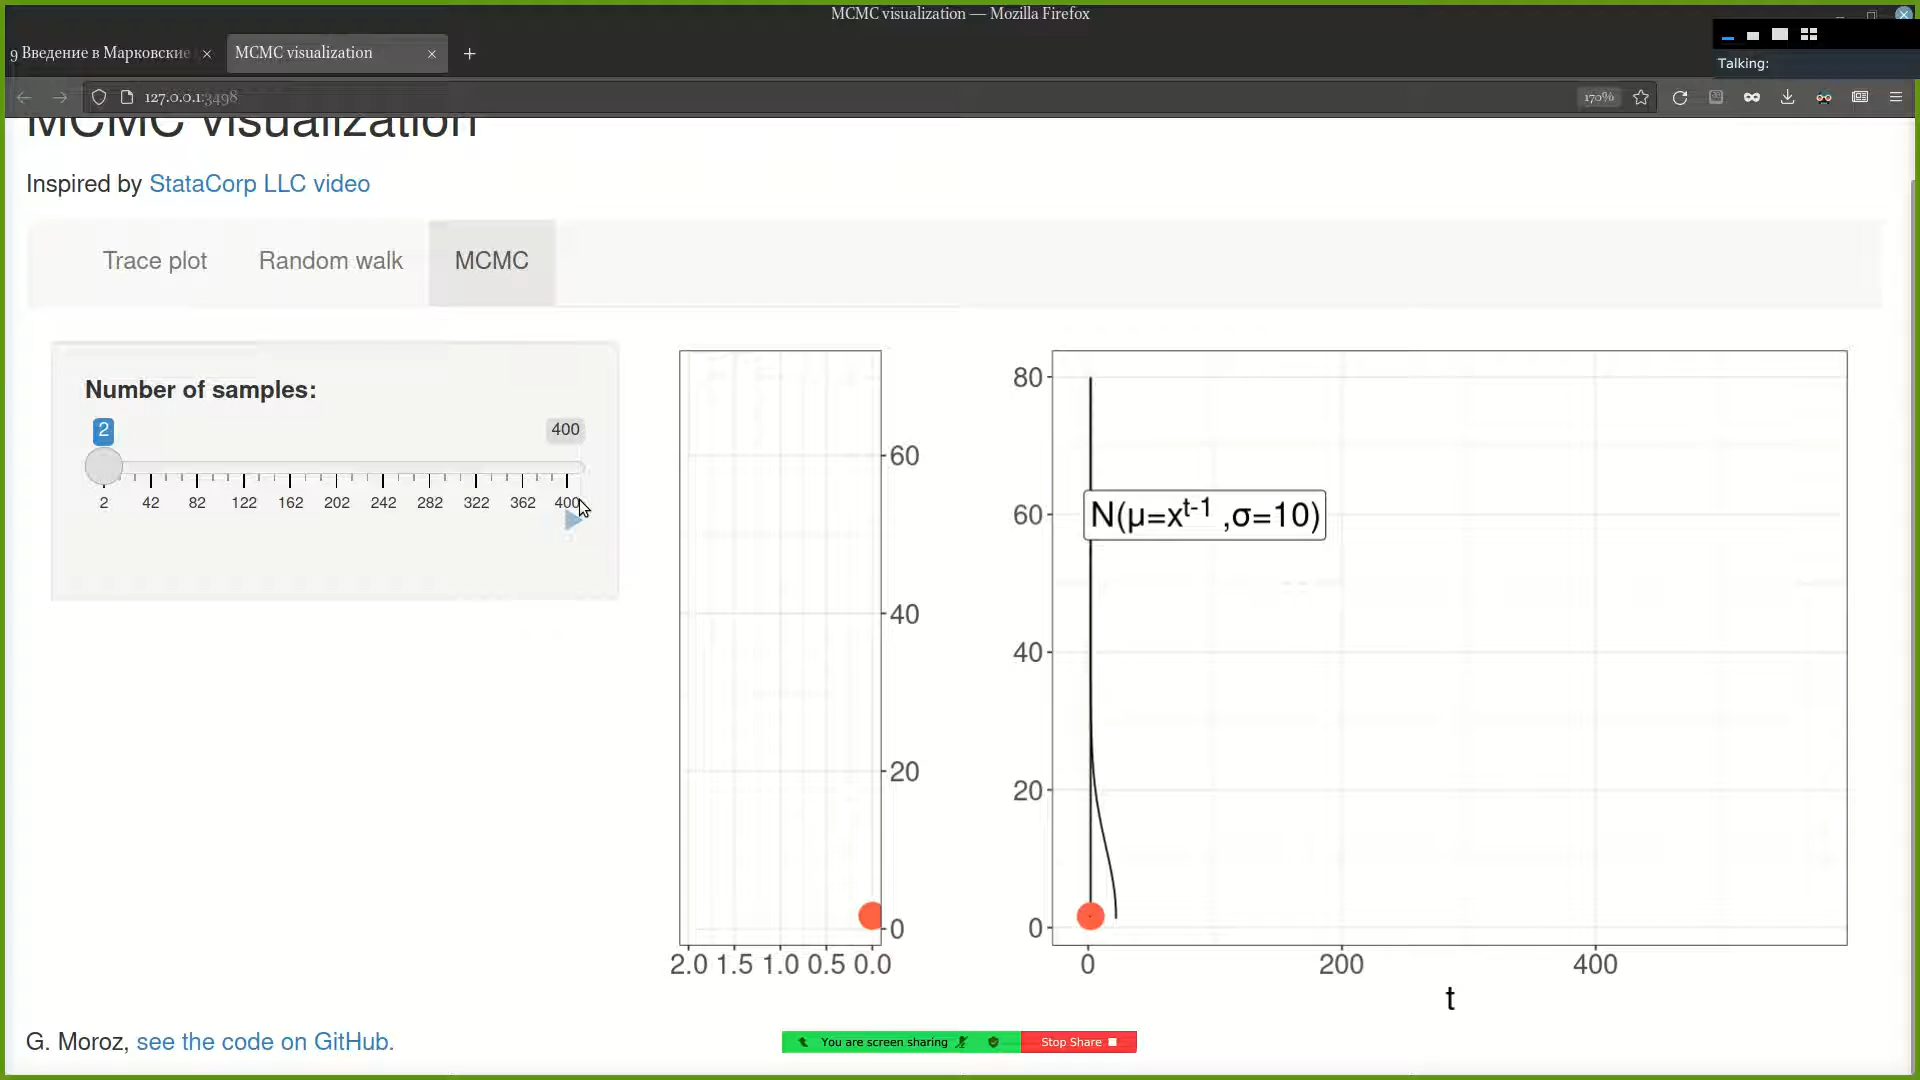 MCMC visualization — Mozilla Firefox
9 Введение в Марковские
MCMC visualization
Talking:
127.0.0.1:3498
170%
MCMC visualization
Inspired by StataCorp LLC video
Trace plot
Random walk
MCMC
Number of samples:
2
400
2 42 82 122 162 202 242 282 322 362 400
60
40
20
0
2.0 1.5 1.0 0.5 0.0
80
60
40
20
0
N(μ=x^t-1 ,σ=10)
0 200 400
t
G. Moroz, see the code on GitHub.
You are screen sharing
Stop Share